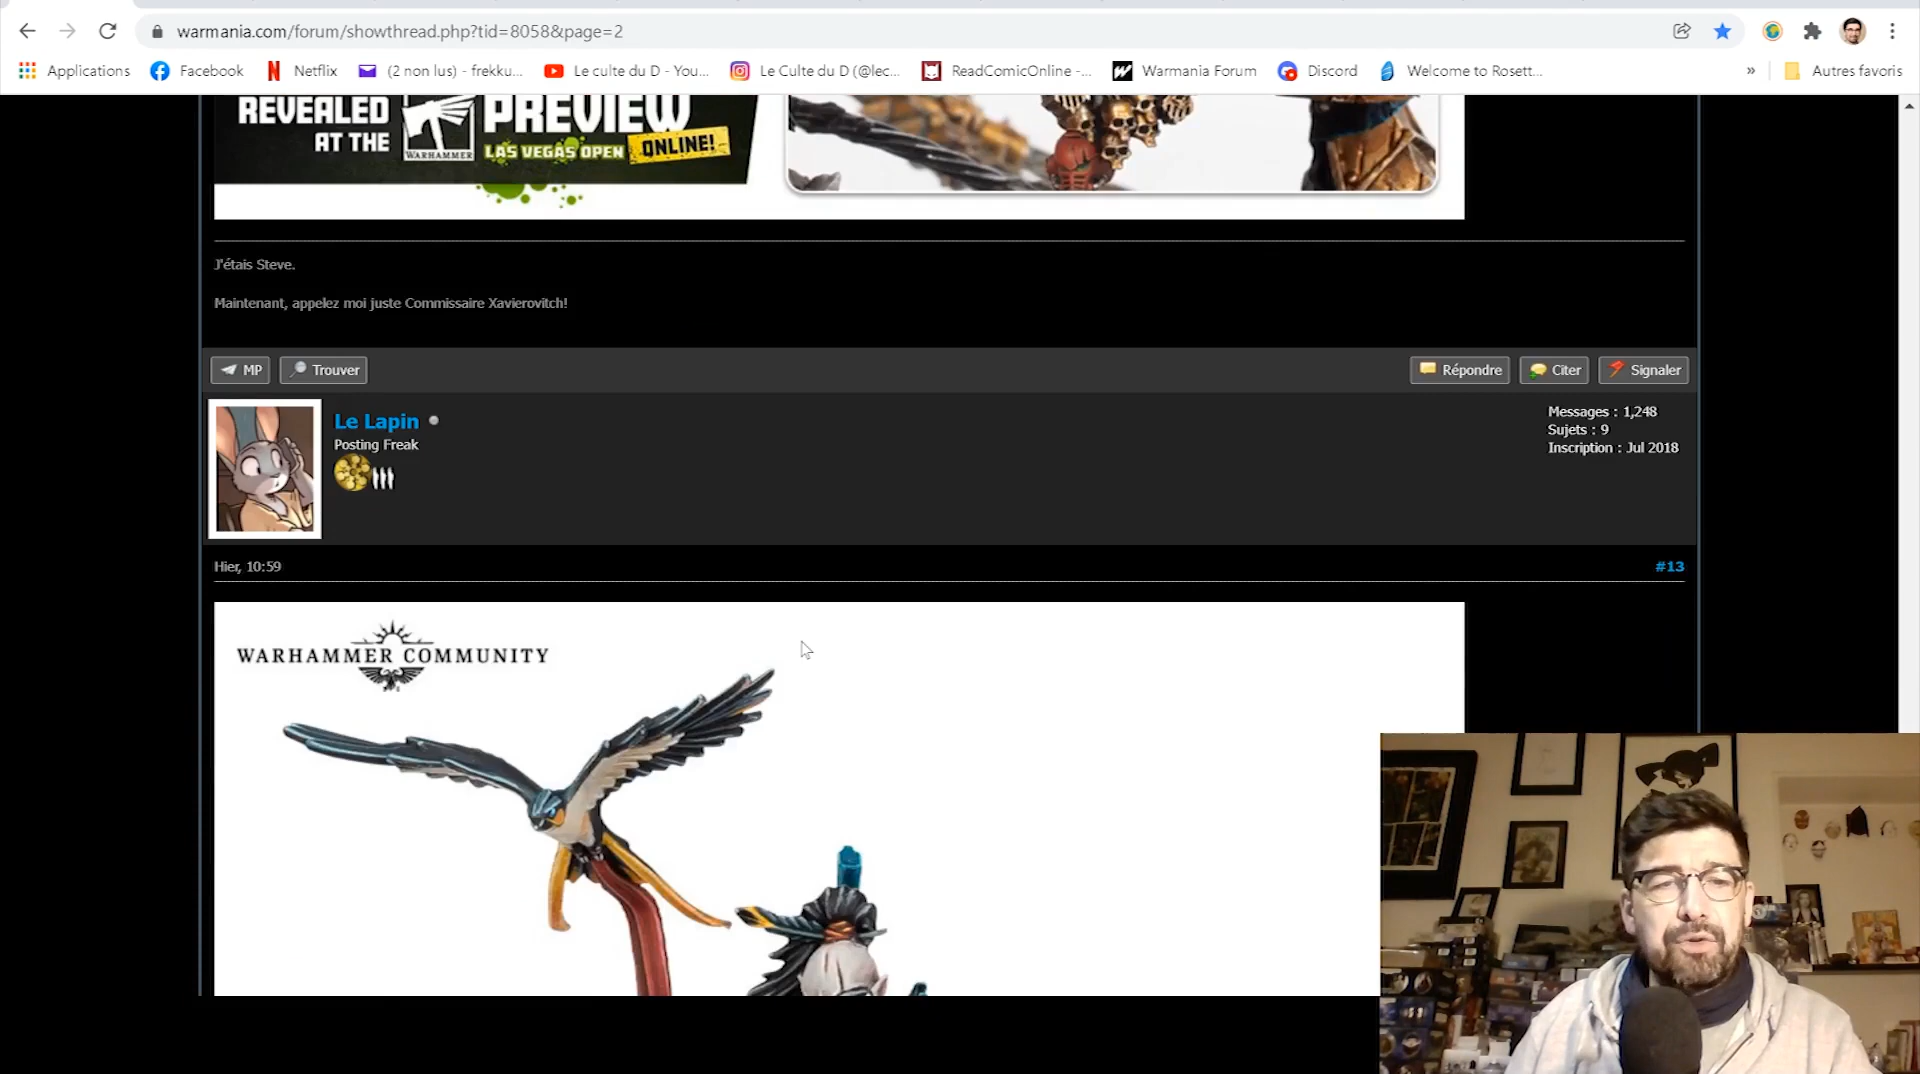 warmania.com/forum/showthread.php?tid=8058&page=2
Applications
Facebook
Netflix
(2 non lus) - frekku...
Le culte du D - You...
Le Culte du D (@lec...
ReadComicOnline -...
Warmania Forum
Discord
Welcome to Rosett...
»
Autres favoris
REVEALED
AT THE
WARHAMMER
PREVIEW
LAS VEGAS OPEN
ONLINE!
J'étais Steve.
Maintenant, appelez moi juste Commissaire Xavierovitch!
MP
Trouver
Répondre
Citer
Signaler
Le Lapin
Posting Freak
Messages : 1,248
Sujets : 9
Inscription : Jul 2018
Hier, 10:59
#13
WARHAMMER COMMUNITY